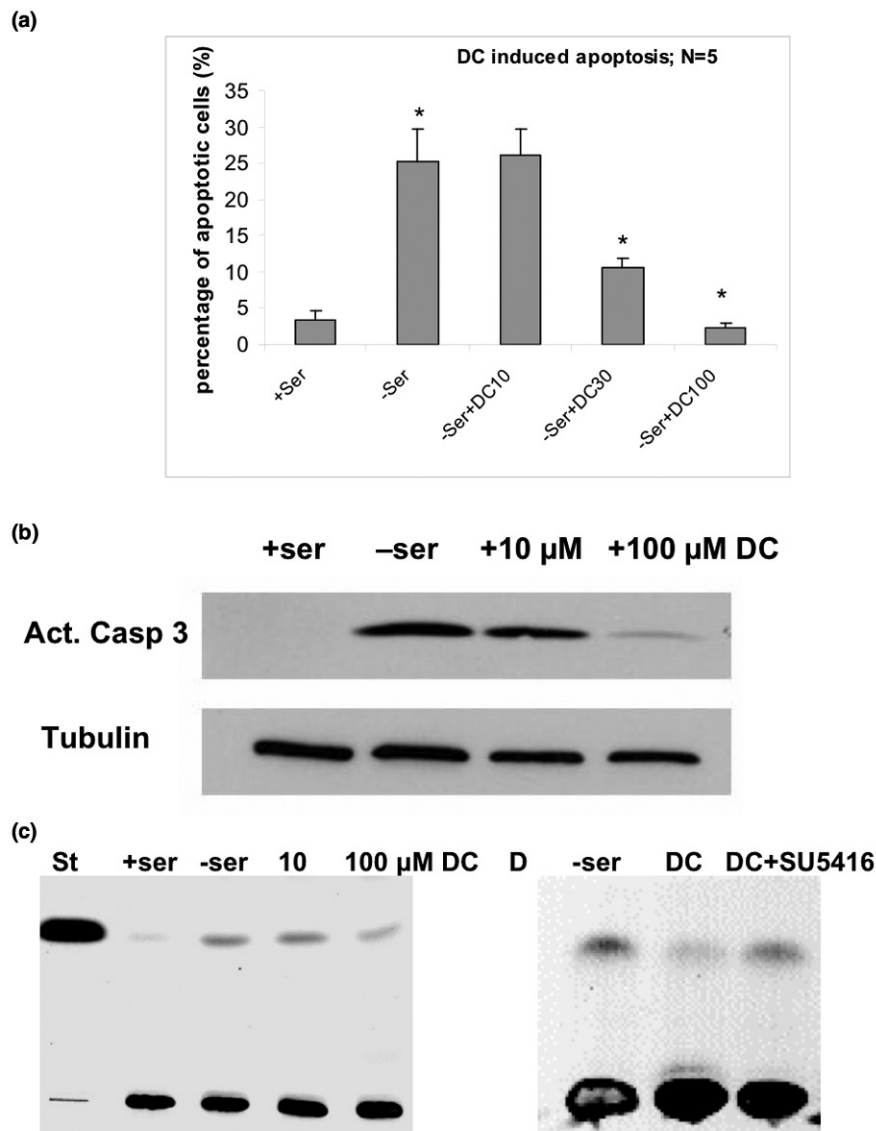 (a)
DC induced apoptosis; N=5
percentage of apoptotic cells (%)
35
30
25
20
15
10
5
0
*
*
*
+Ser
-Ser
-Ser+DC10
-Ser+DC30
-Ser+DC100
(b)
+ser –ser +10 µM +100 µM DC
Act. Casp 3
Tubulin
(c)
St +ser -ser 10 100 µM DC D -ser DC DC+SU5416